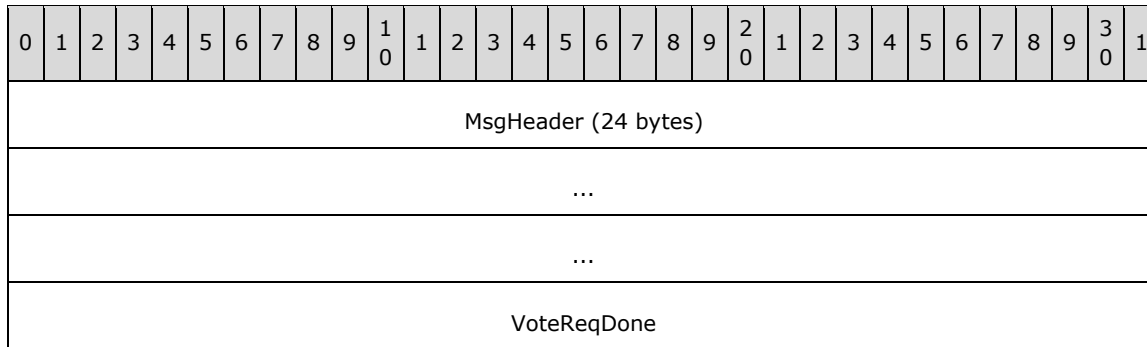 0 1 2 3 4 5 6 7 8 9 10 1 2 3 4 5 6 7 8 9 20 1 2 3 4 5 6 7 8 9 30 1
MsgHeader (24 bytes)
...
...
VoteReqDone